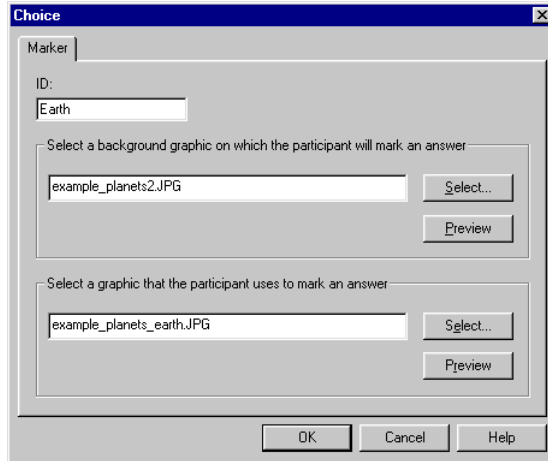 Choice
Marker
ID:
Earth
Select a background graphic on which the participant will mark an answer
example_planets2.JPG
Select...
Preview
Select a graphic that the participant uses to mark an answer
example_planets_earth.JPG
Select...
Preview
OK
Cancel
Help